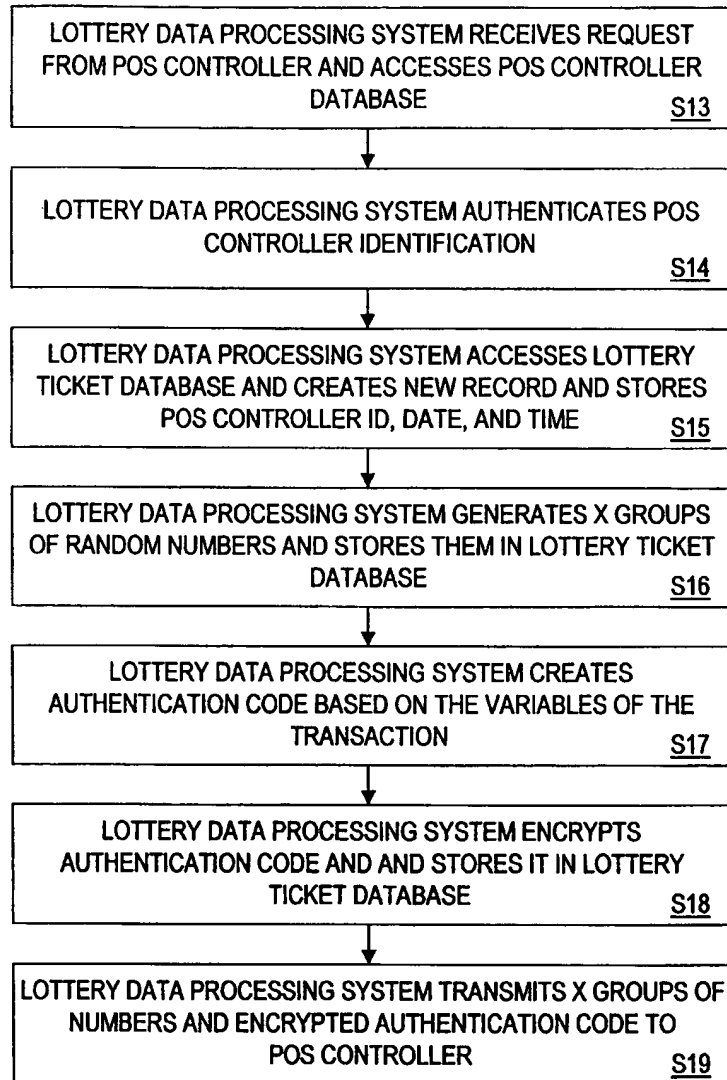 LOTTERY DATA PROCESSING SYSTEM RECEIVES REQUEST
FROM POS CONTROLLER AND ACCESSES POS CONTROLLER
DATABASE
S13
LOTTERY DATA PROCESSING SYSTEM AUTHENTICATES POS
CONTROLLER IDENTIFICATION
S14
LOTTERY DATA PROCESSING SYSTEM ACCESSES LOTTERY
TICKET DATABASE AND CREATES NEW RECORD AND STORES
POS CONTROLLER ID, DATE, AND TIME
S15
LOTTERY DATA PROCESSING SYSTEM GENERATES X GROUPS
OF RANDOM NUMBERS AND STORES THEM IN LOTTERY TICKET
DATABASE
S16
LOTTERY DATA PROCESSING SYSTEM CREATES
AUTHENTICATION CODE BASED ON THE VARIABLES OF THE
TRANSACTION
S17
LOTTERY DATA PROCESSING SYSTEM ENCRYPTS
AUTHENTICATION CODE AND AND STORES IT IN LOTTERY
TICKET DATABASE
S18
LOTTERY DATA PROCESSING SYSTEM TRANSMITS X GROUPS OF
NUMBERS AND ENCRYPTED AUTHENTICATION CODE TO
POS CONTROLLER
S19